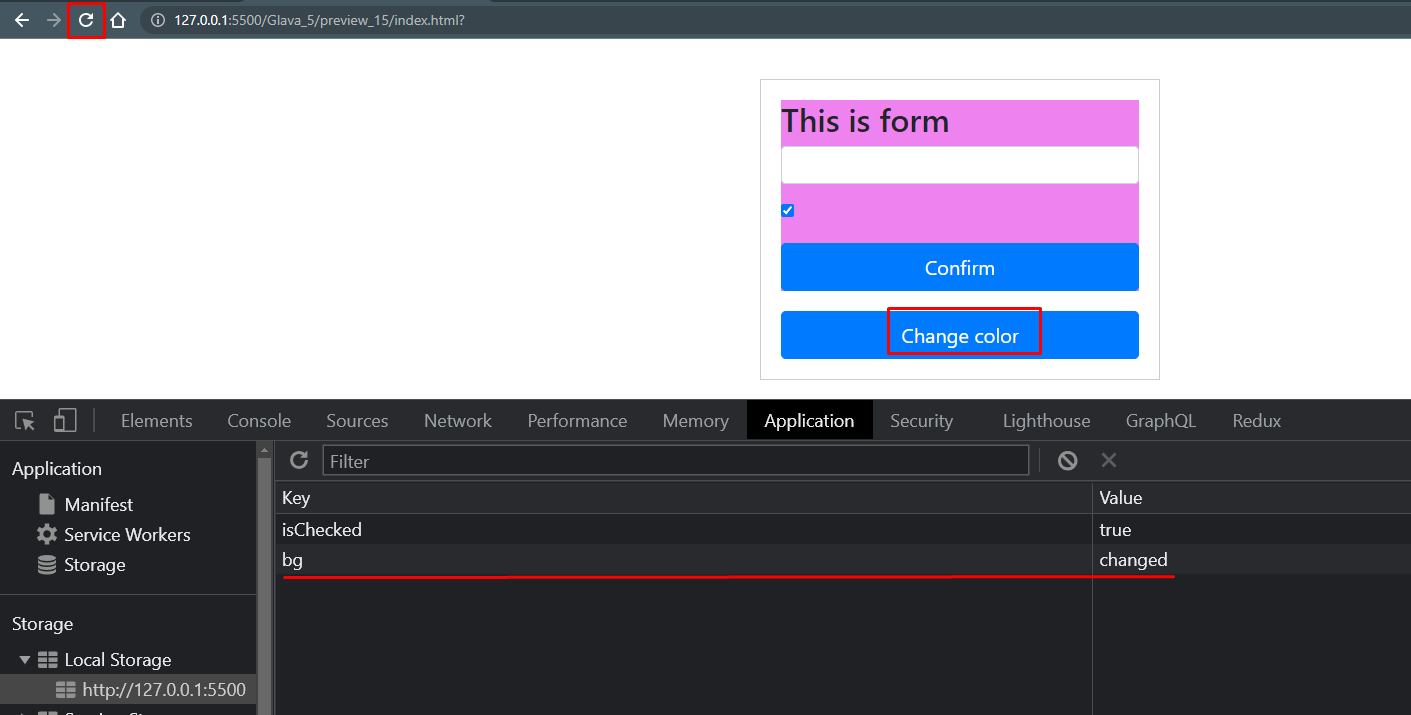 127.0.0.1:5500/Glava_5/preview_15/index.html?
This is form
Confirm
Change color
Elements Console Sources Network Performance Memory Application Security Lighthouse GraphQL Redux
Application
Manifest
Service Workers
Storage
Storage
Local Storage
http://127.0.0.1:5500
Filter
Key Value
isChecked true
bg changed